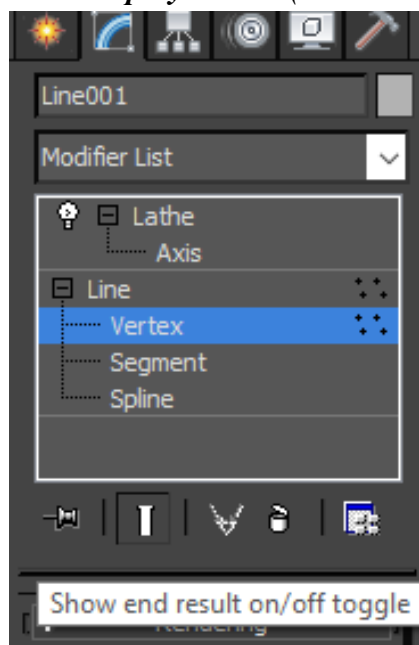 Line001
Modifier List
Lathe
Axis
Line
Vertex
Segment
Spline
Show end result on/off toggle